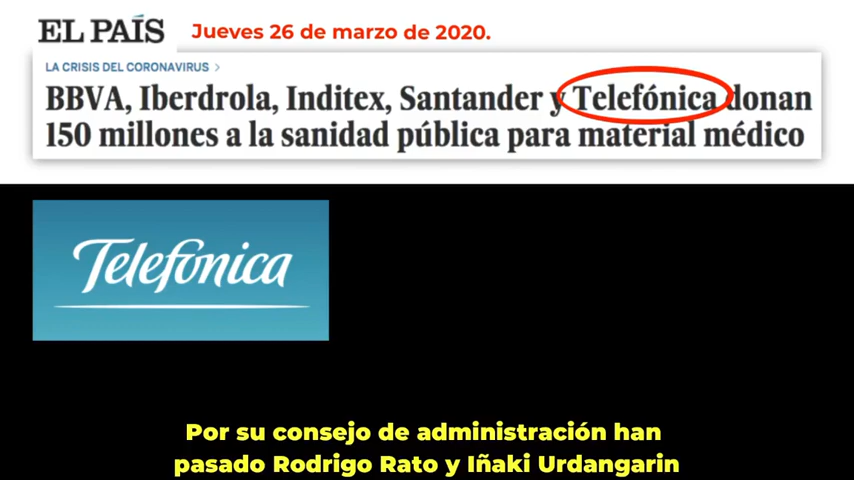 EL PAÍS
Jueves 26 de marzo de 2020.
LA CRISIS DEL CORONAVIRUS >
BBVA, Iberdrola, Inditex, Santander y Telefónica donan
150 millones a la sanidad pública para material médico
Telefónica
Por su consejo de administración han
pasado Rodrigo Rato y Iñaki Urdangarin